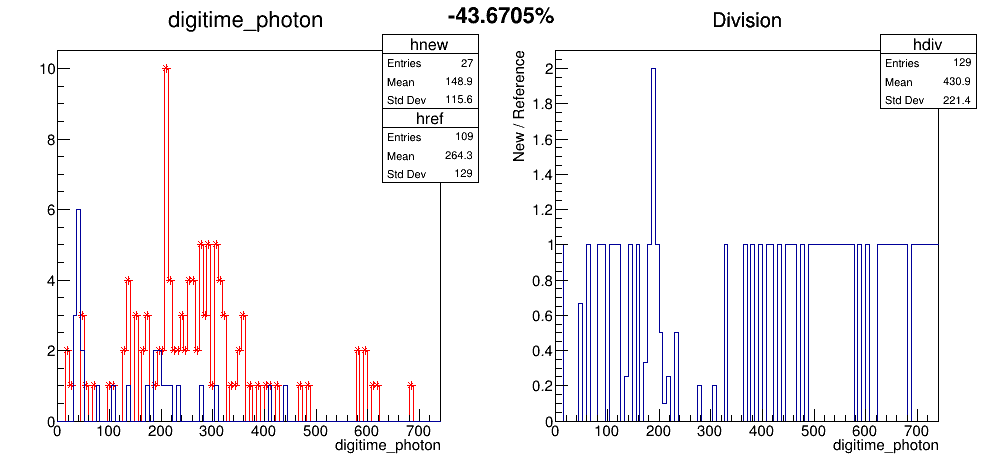 -43.6705%
digitime_photon
hnew
Entries 27
Mean 148.9
Std Dev 115.6
href
Entries 109
Mean 264.3
Std Dev 129
10
8
6
4
2
0
0 100 200 300 400 500 600 700
digitime_photon
Division
hdiv
Entries 129
Mean 430.9
Std Dev 221.4
New / Reference
2
1.8
1.6
1.4
1.2
1
0.8
0.6
0.4
0.2
0
0 100 200 300 400 500 600 700
digitime_photon